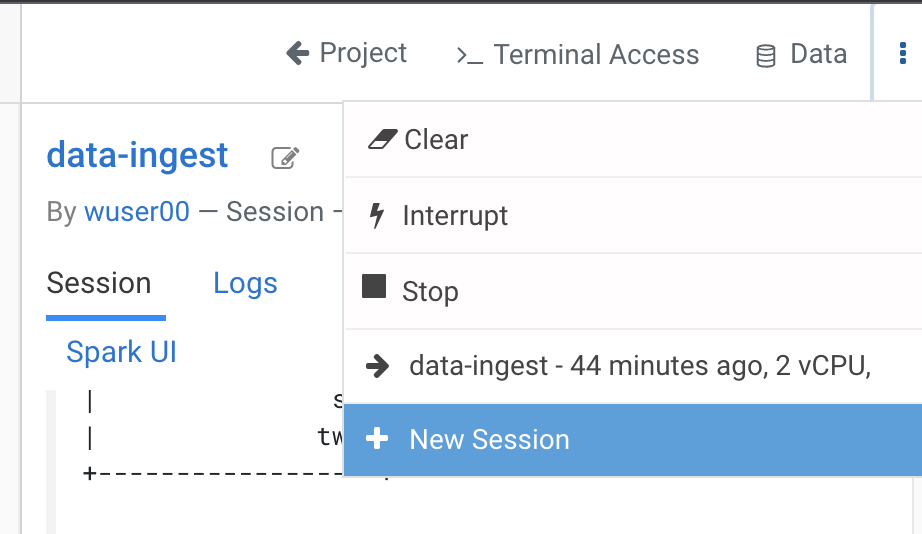 Project
Terminal Access
Data
data-ingest
By wuser00 — Session
Session
Logs
Spark UI
Clear
Interrupt
Stop
data-ingest - 44 minutes ago, 2 vCPU,
New Session
|
|
+-----------------